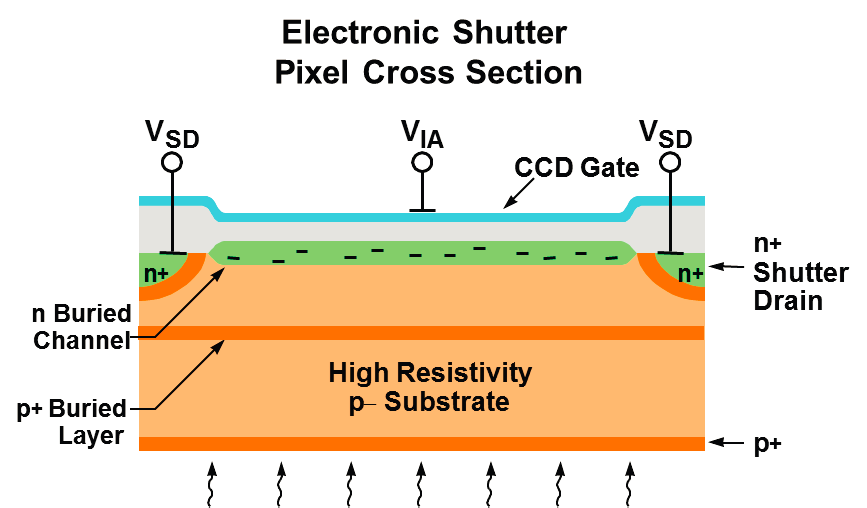 Electronic Shutter
Pixel Cross Section
VSD
VIA
VSD
CCD Gate
n+
n+
n+
Shutter
Drain
n Buried
Channel
p+ Buried
Layer
High Resistivity
p– Substrate
p+